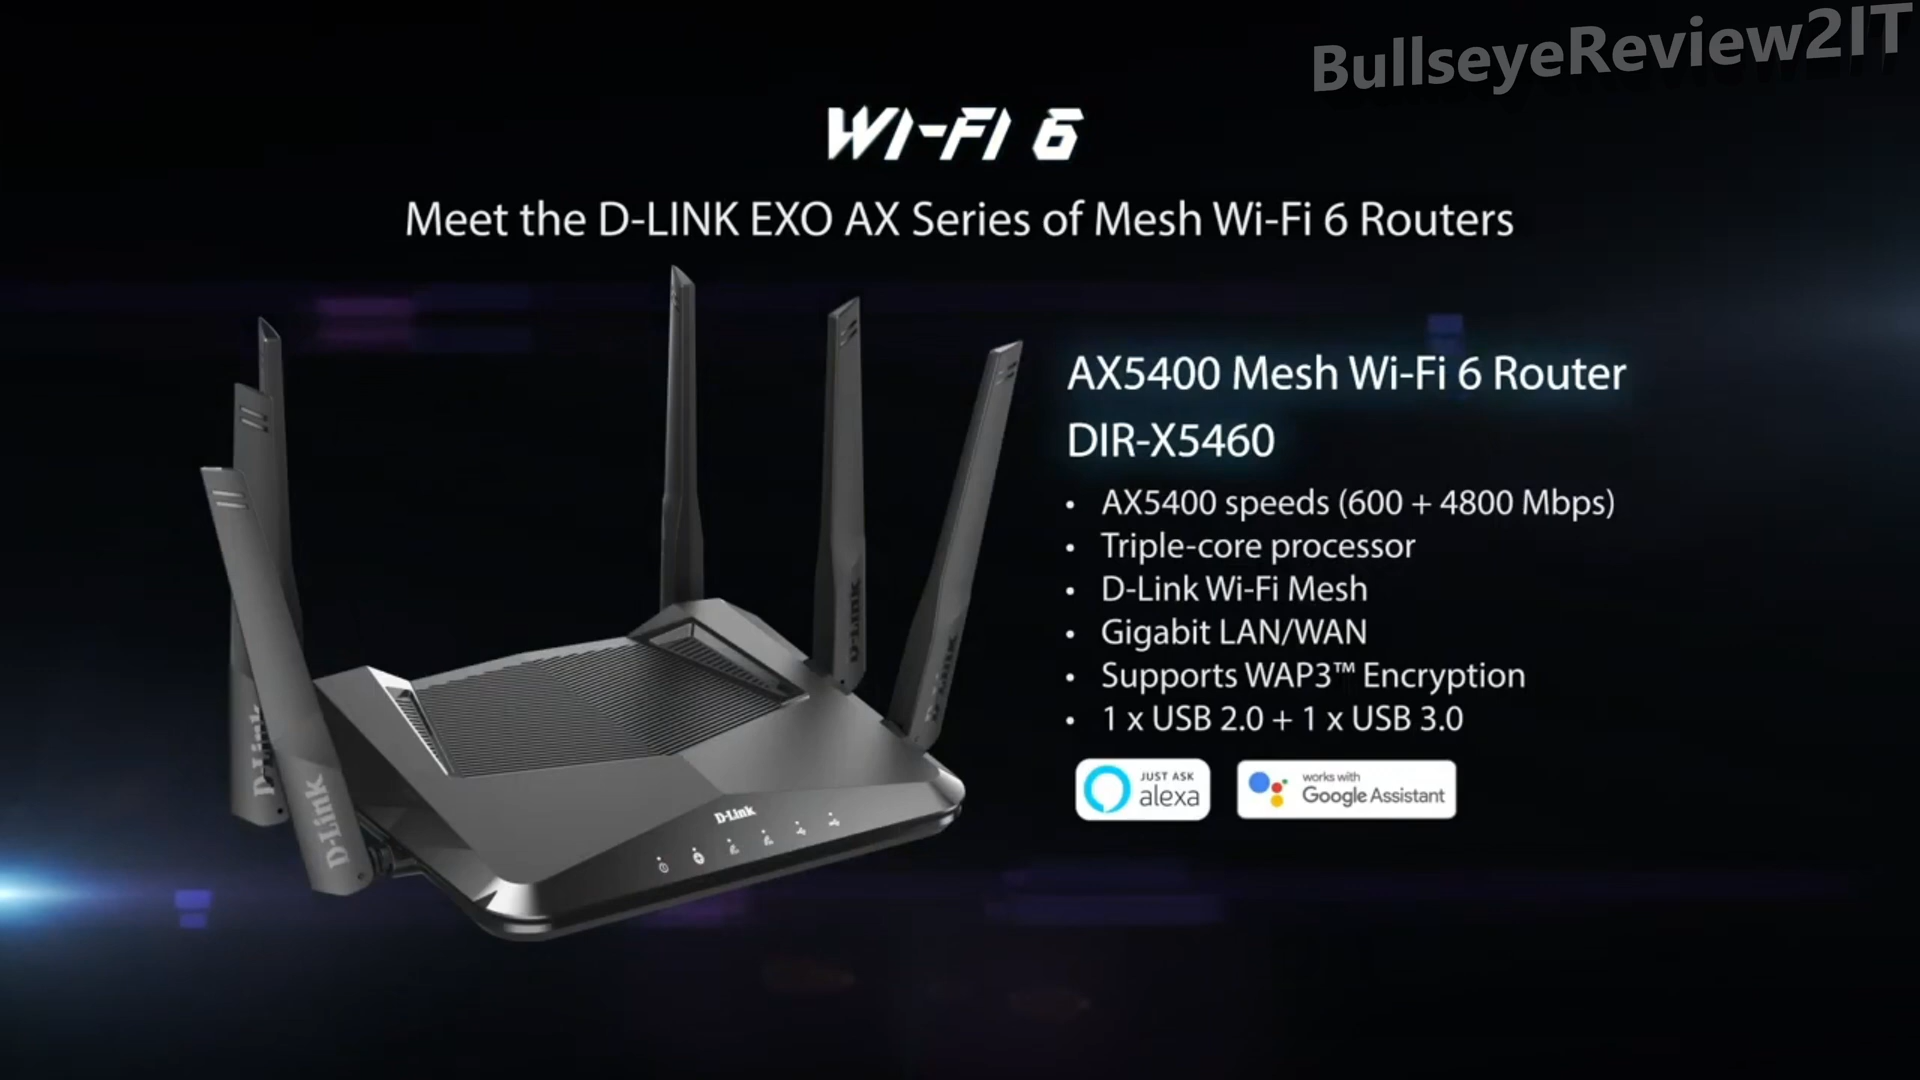 BullseyeReview2IT
WI-FI 6
Meet the D-LINK EXO AX Series of Mesh Wi-Fi 6 Routers
AX5400 Mesh Wi-Fi 6 Router
DIR-X5460
• AX5400 speeds (600 + 4800 Mbps)
• Triple-core processor
• D-Link Wi-Fi Mesh
• Gigabit LAN/WAN
• Supports WAP3™ Encryption
• 1 x USB 2.0 + 1 x USB 3.0
JUST ASK
alexa
works with
Google Assistant
D-Link
D-Link
D-Link
D-Link
D-Link